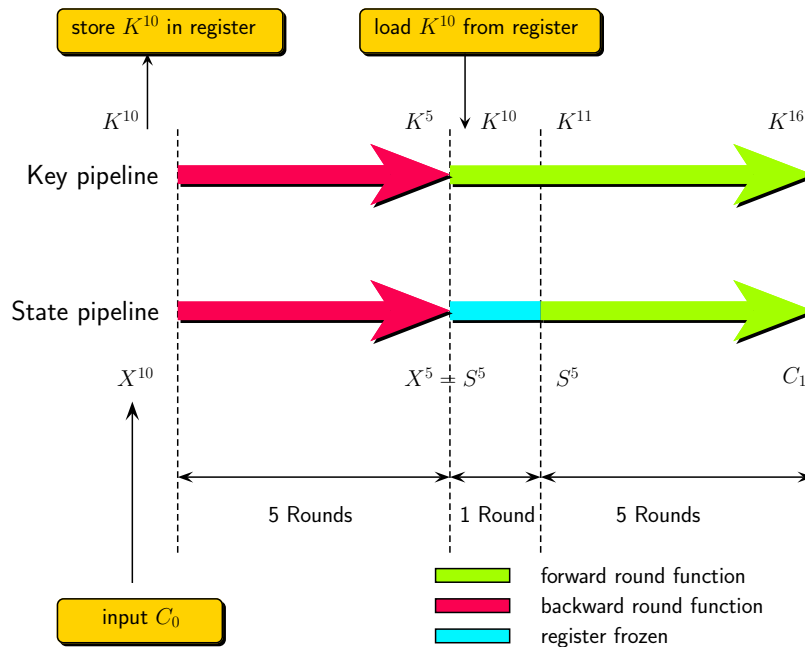 store K^10 in register
load K^10 from register
K^10
K^5
K^10
K^11
K^16
Key pipeline
State pipeline
X^10
X^5 = S^5
S^5
C_1
5 Rounds
1 Round
5 Rounds
forward round function
input C_0
backward round function
register frozen